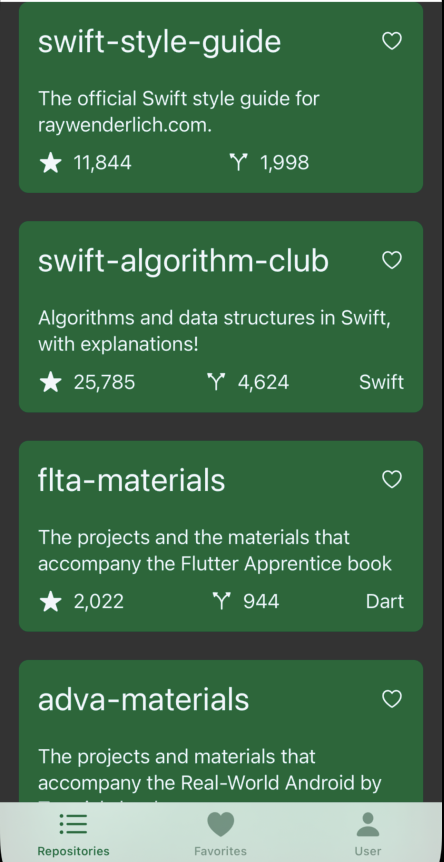 swift-style-guide
The official Swift style guide for
raywenderlich.com.
11,844 1,998
swift-algorithm-club
Algorithms and data structures in Swift,
with explanations!
25,785 4,624 Swift
flta-materials
The projects and the materials that
accompany the Flutter Apprentice book
2,022 944 Dart
adva-materials
The projects and materials that
accompany the Real-World Android by
Repositories Favorites User